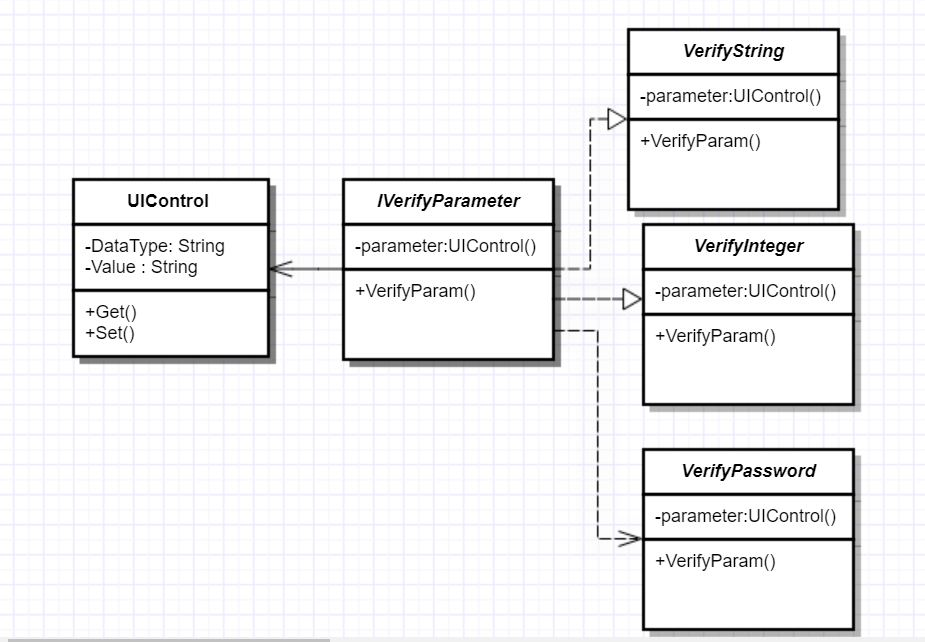 UIControl
-DataType: String
-Value : String
+Get()
+Set()
IVerifyParameter
-parameter:UIControl()
+VerifyParam()
VerifyString
-parameter:UIControl()
+VerifyParam()
VerifyInteger
-parameter:UIControl()
+VerifyParam()
VerifyPassword
-parameter:UIControl()
+VerifyParam()